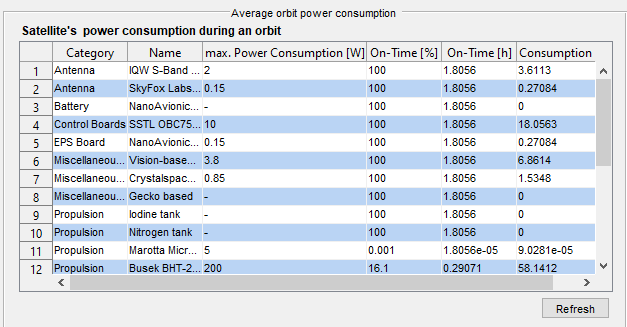 Average orbit power consumption
Satellite's power consumption during an orbit
Category Name max. Power Consumption [W] On-Time [%] On-Time [h] Consumption
1 Antenna IQW S-Band ... 2 100 1.8056 3.6113
2 Antenna SkyFox Labs... 0.15 100 1.8056 0.27084
3 Battery NanoAvionic... - 100 1.8056 0
4 Control Boards SSTL OBC75... 10 100 1.8056 18.0563
5 EPS Board NanoAvionic... 0.15 100 1.8056 0.27084
6 Miscellaneou... Vision-base... 3.8 100 1.8056 6.8614
7 Miscellaneou... Crystalspac... 0.85 100 1.8056 1.5348
8 Miscellaneou... Gecko based - 100 1.8056 0
9 Propulsion Iodine tank - 100 1.8056 0
10 Propulsion Nitrogen tank - 100 1.8056 0
11 Propulsion Marotta Micr... 5 0.001 1.8056e-05 9.0281e-05
12 Propulsion Busek BHT-2... 200 16.1 0.29071 58.1412
Refresh